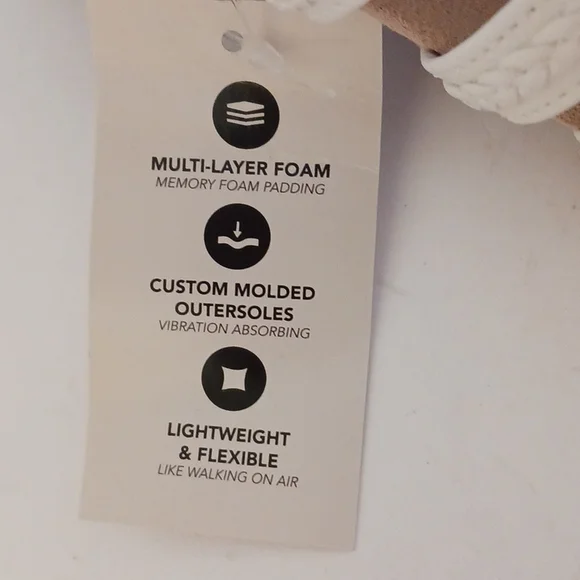 MULTI-LAYER FOAM
MEMORY FOAM PADDING
CUSTOM MOLDED
OUTERSOLES
VIBRATION ABSORBING
LIGHTWEIGHT
& FLEXIBLE
LIKE WALKING ON AIR